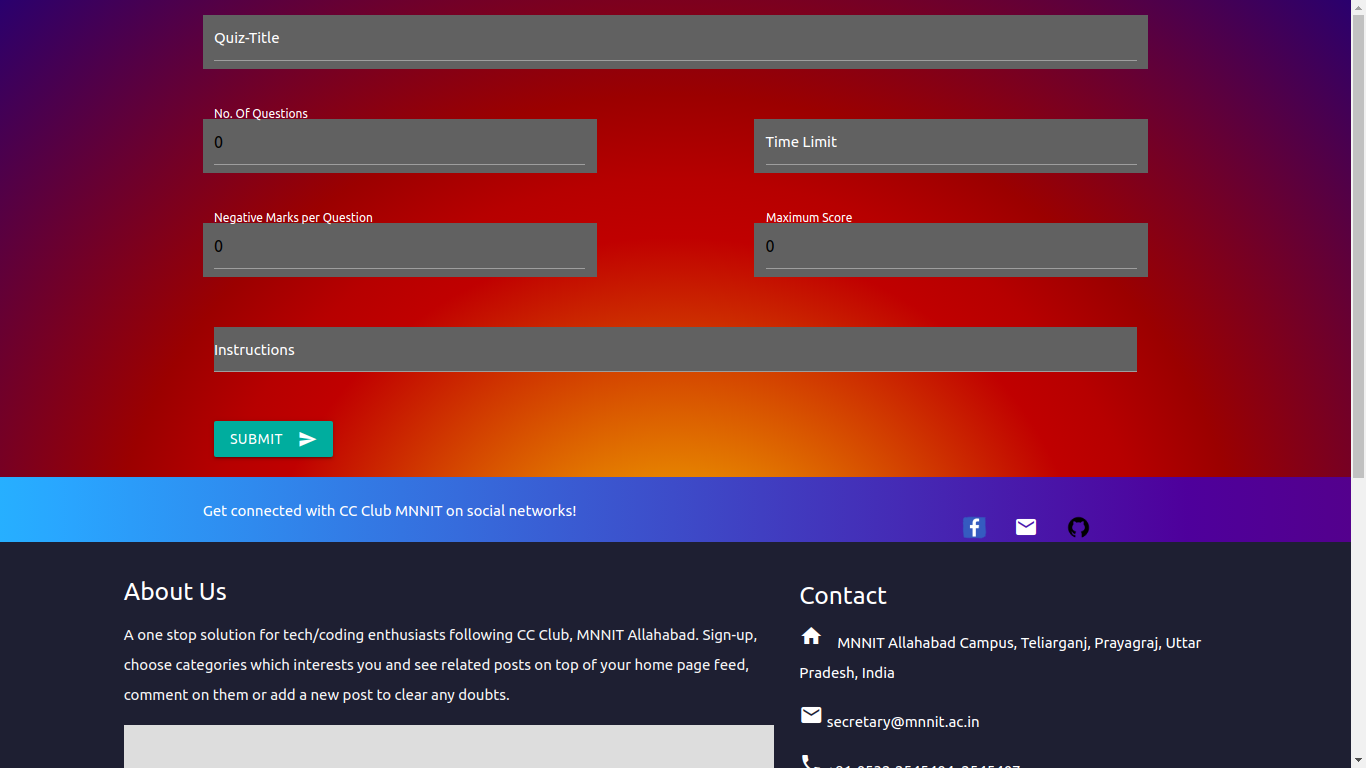 Quiz-Title
No. Of Questions
0
Time Limit
Negative Marks per Question
0
Maximum Score
0
Instructions
SUBMIT
Get connected with CC Club MNNIT on social networks!
About Us
A one stop solution for tech/coding enthusiasts following CC Club, MNNIT Allahabad. Sign-up,
choose categories which interests you and see related posts on top of your home page feed,
comment on them or add a new post to clear any doubts.
Contact
MNNIT Allahabad Campus, Teliarganj, Prayagraj, Uttar
Pradesh, India
secretary@mnnit.ac.in